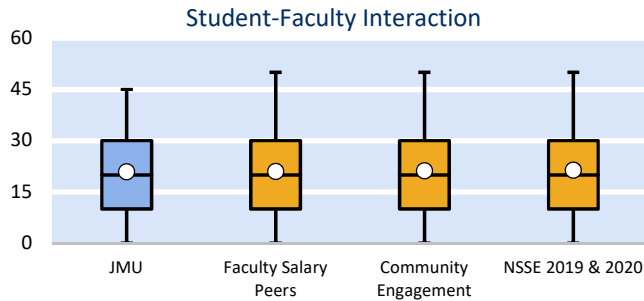 Student-Faculty Interaction
60
45
30
15
0
JMU
Faculty Salary
Peers
Community
Engagement
NSSE 2019 & 2020